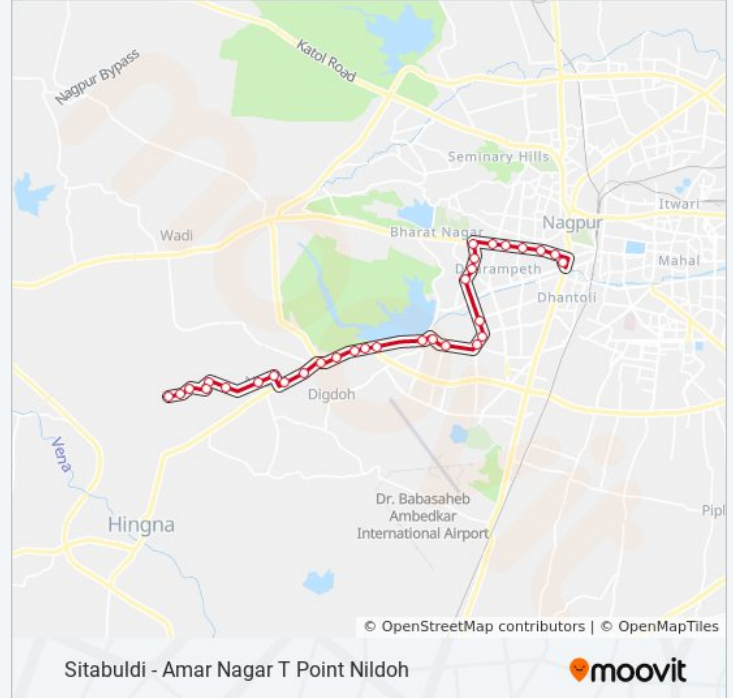 Katol Road
Nagpur Bypass
Seminary Hills
Itwari
Nagpur
Wadi
Bharat Nagar
Mahal
Dharampeth
Dhantoli
Digdoh
Vena
Dr. Babasaheb
Ambedkar
International Airport
Pipl
Hingna
© OpenStreetMap contributors | © OpenMapTiles
Sitabuldi - Amar Nagar T Point Nildoh
moovit